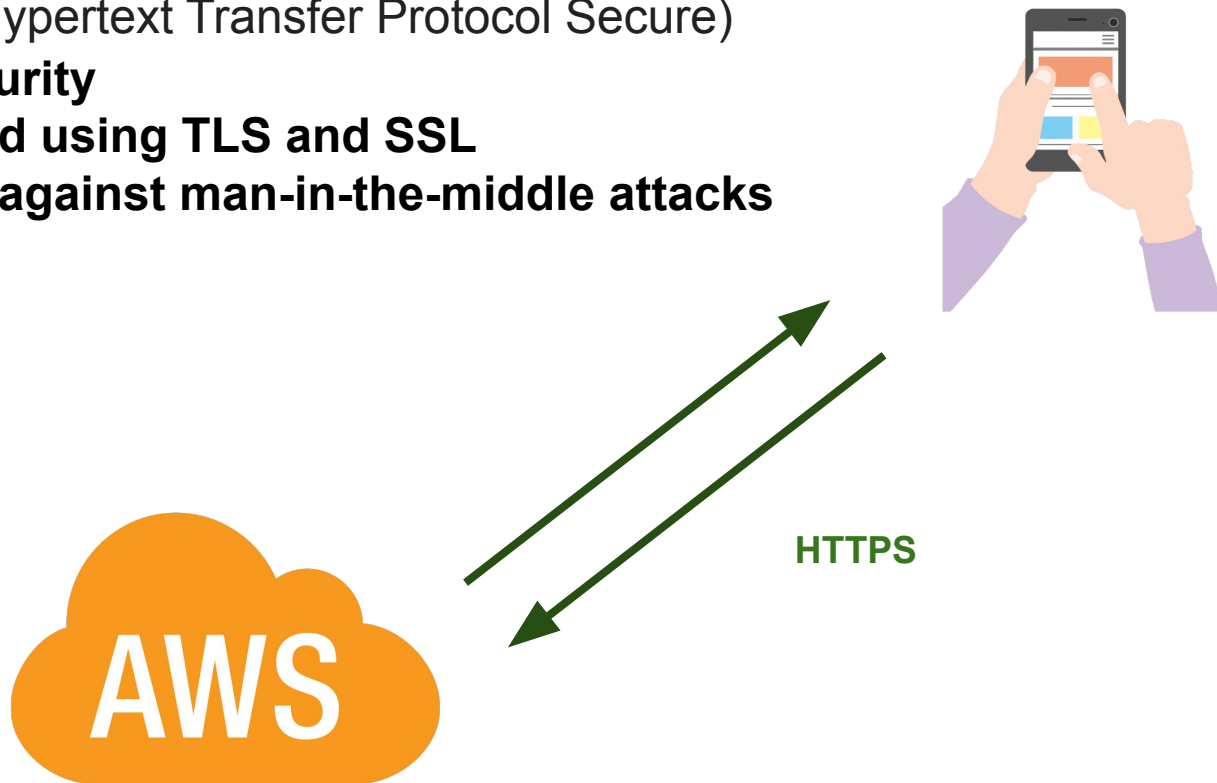 ypertext Transfer Protocol Secure)
urity
d using TLS and SSL
against man-in-the-middle attacks
HTTPS
AWS